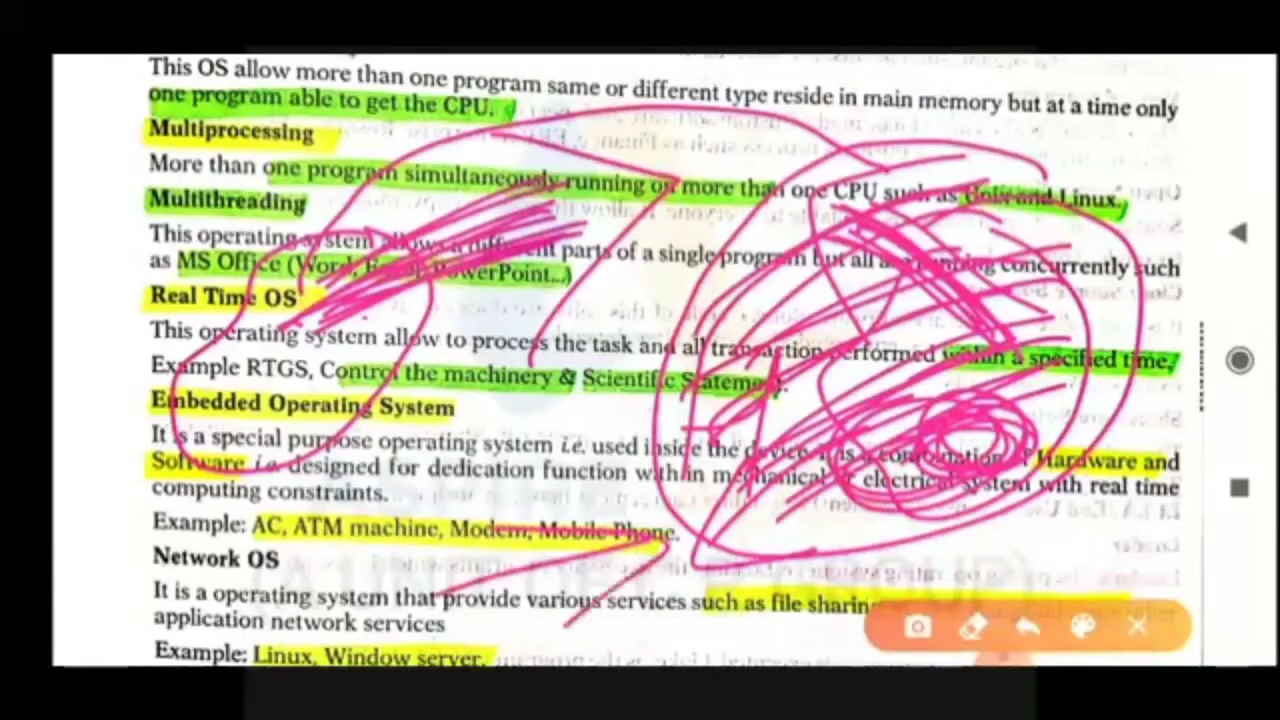 This OS allow more than one program same or different type reside in main memory but at a time only
one program able to get the CPU.
Multiprocessing
More than one program simultaneously running on more than one CPU such as Unix and Linux.
Multithreading
This operating system allows a different parts of a single program but all are running concurrently such
as MS Office (Word, Excel, PowerPoint...)
Real Time OS
This operating system allow to process the task and all transaction performed within a specified time,
Example RTGS, Control the machinery & Scientific Statement.
Embedded Operating System
It is a special purpose operating system i.e. used inside the device. It is a combination of Hardware and
Software i.e. designed for dedication function within mechanical or electrical system with real time
computing constraints.
Example: AC, ATM machine, Modem, Mobile Phone.
Network OS
It is a operating system that provide various services such as file sharin
application network services
Example: Linux, Window server.